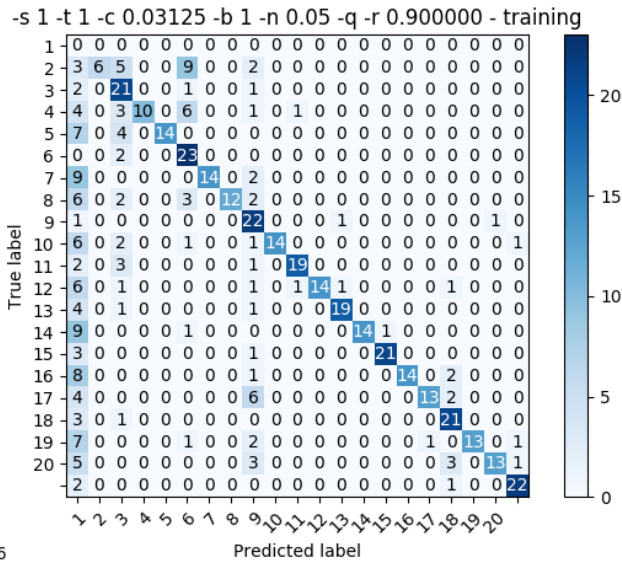 -s 1 -t 1 -c 0.03125 -b 1 -n 0.05 -q -r 0.900000 - training
1 0 0 0 0 0 0 0 0 0 0 0 0 0 0 0 0 0 0 0 0 0
2 3 6 5 0 0 9 0 0 2 0 0 0 0 0 0 0 0 0 0 0 0
3 2 0 21 0 0 1 0 0 1 0 0 0 0 0 0 0 0 0 0 0 0
4 4 0 3 10 0 6 0 0 1 0 1 0 0 0 0 0 0 0 0 0 0
5 7 0 4 0 14 0 0 0 0 0 0 0 0 0 0 0 0 0 0 0 0
6 0 0 2 0 0 23 0 0 0 0 0 0 0 0 0 0 0 0 0 0 0
7 9 0 0 0 0 0 14 0 2 0 0 0 0 0 0 0 0 0 0 0 0
8 6 0 2 0 0 3 0 12 2 0 0 0 0 0 0 0 0 0 0 0 0
9 1 0 0 0 0 0 0 0 22 0 0 0 1 0 0 0 0 0 0 1 0
10 6 0 2 0 0 1 0 0 1 14 0 0 0 0 0 0 0 0 0 0 1
11 2 0 3 0 0 0 0 0 1 0 19 0 0 0 0 0 0 0 0 0 0
12 6 0 1 0 0 0 0 0 1 0 1 14 1 0 0 0 0 1 0 0 0
13 4 0 1 0 0 0 0 0 1 0 0 0 19 0 0 0 0 0 0 0 0
14 9 0 0 0 0 1 0 0 0 0 0 0 0 14 1 0 0 0 0 0 0
15 3 0 0 0 0 0 0 0 1 0 0 0 0 0 21 0 0 0 0 0 0
16 8 0 0 0 0 0 0 0 1 0 0 0 0 0 0 14 0 2 0 0 0
17 4 0 0 0 0 0 0 0 6 0 0 0 0 0 0 0 13 2 0 0 0
18 3 0 1 0 0 0 0 0 0 0 0 0 0 0 0 0 0 21 0 0 0
19 7 0 0 0 0 1 0 0 2 0 0 0 0 0 0 0 1 0 13 0 1
20 5 0 0 0 0 0 0 0 3 0 0 0 0 0 0 0 0 3 0 13 1
2 0 0 0 0 0 0 0 0 0 0 0 0 0 0 0 0 1 0 0 22
1 2 3 4 5 6 7 8 9 10 11 12 13 14 15 16 17 18 19 20
True label
Predicted label
6
20
15
10
5
0